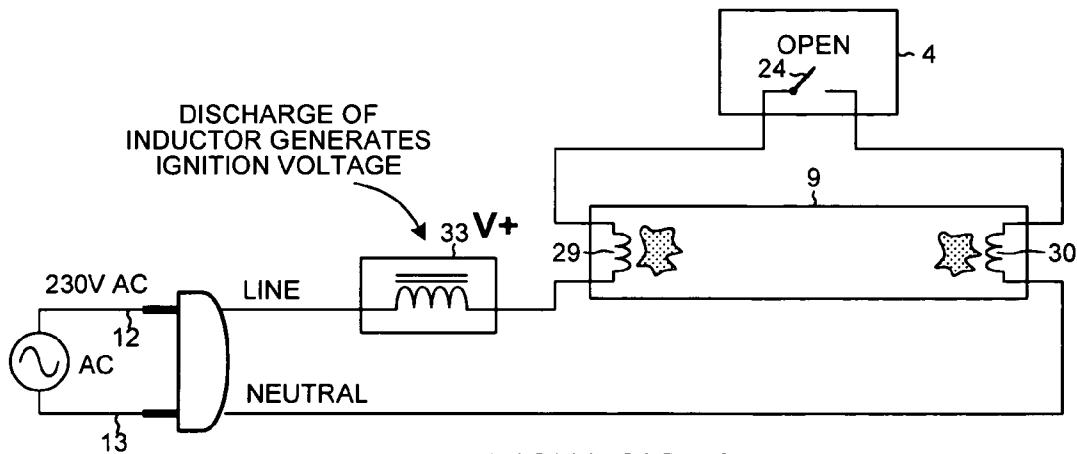 OPEN
24
4
DISCHARGE OF
INDUCTOR GENERATES
IGNITION VOLTAGE
9
33 V+
29
30
230V AC
LINE
12
AC
NEUTRAL
13